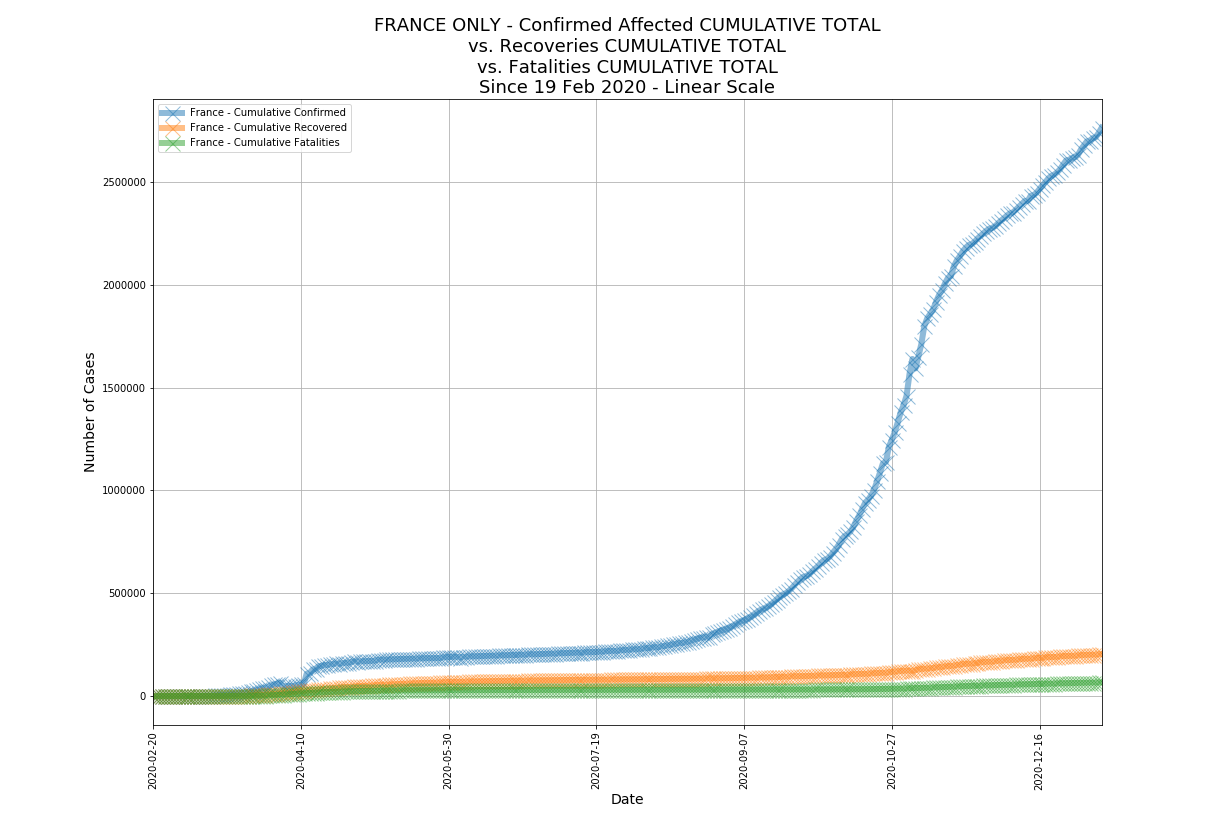 FRANCE ONLY - Confirmed Affected CUMULATIVE TOTAL
vs. Recoveries CUMULATIVE TOTAL
vs. Fatalities CUMULATIVE TOTAL
Since 19 Feb 2020 - Linear Scale
France - Cumulative Confirmed
France - Cumulative Recovered
France - Cumulative Fatalities
Number of Cases
2500000
2000000
1500000
1000000
500000
0
2020-02-20
2020-04-10
2020-05-30
2020-07-19
2020-09-07
2020-10-27
2020-12-16
Date